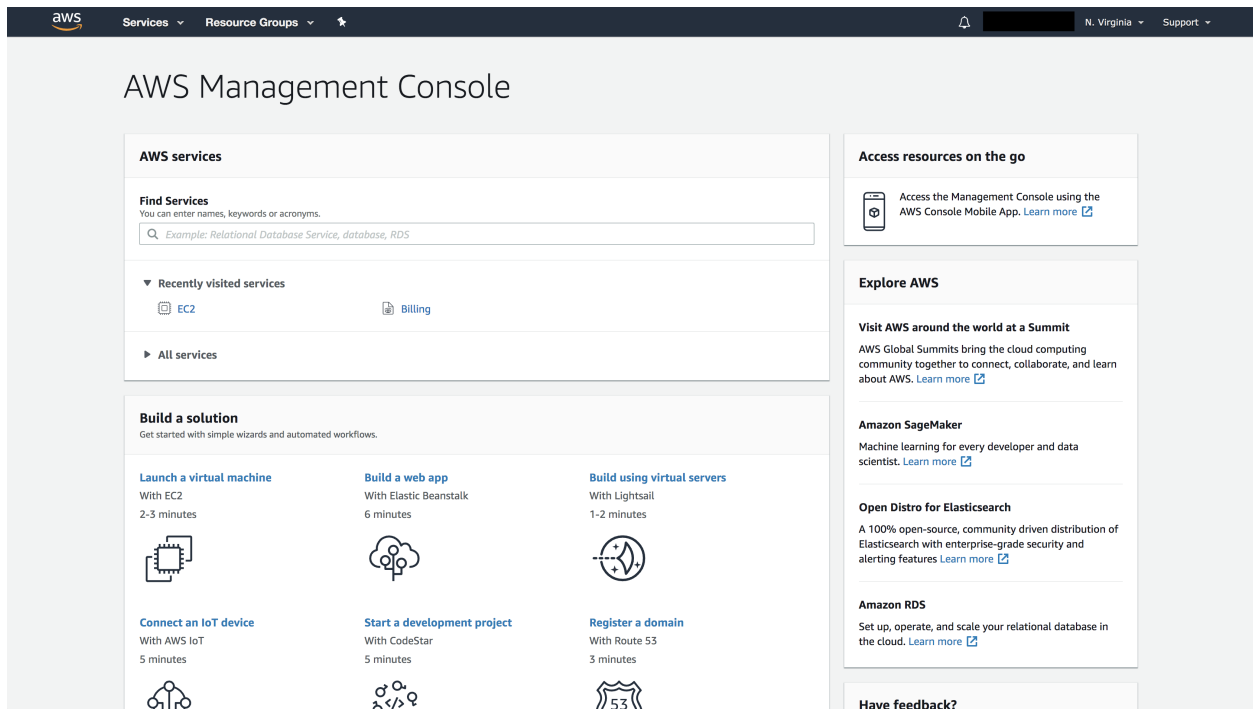 aws
Services
Resource Groups
N. Virginia
Support
AWS Management Console
AWS services
Find Services
You can enter names, keywords or acronyms.
Example: Relational Database Service, database, RDS
Recently visited services
EC2
Billing
All services
Build a solution
Get started with simple wizards and automated workflows.
Launch a virtual machine
With EC2
2-3 minutes
Build a web app
With Elastic Beanstalk
6 minutes
Build using virtual servers
With Lightsail
1-2 minutes
Connect an IoT device
With AWS IoT
5 minutes
Start a development project
With CodeStar
5 minutes
Register a domain
With Route 53
3 minutes
</>
53
Access resources on the go
Access the Management Console using the
AWS Console Mobile App. Learn more
Explore AWS
Visit AWS around the world at a Summit
AWS Global Summits bring the cloud computing
community together to connect, collaborate, and learn
about AWS. Learn more
Amazon SageMaker
Machine learning for every developer and data
scientist. Learn more
Open Distro for Elasticsearch
A 100% open-source, community driven distribution of
Elasticsearch with enterprise-grade security and
alerting features Learn more
Amazon RDS
Set up, operate, and scale your relational database in
the cloud. Learn more
Have feedback?